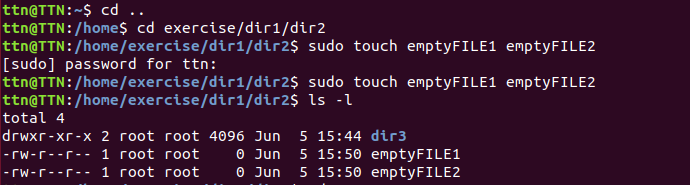 ttn@TTN:~$ cd ..
ttn@TTN:/home$ cd exercise/dir1/dir2
ttn@TTN:/home/exercise/dir1/dir2$ sudo touch emptyFILE1 emptyFILE2
[sudo] password for ttn:
ttn@TTN:/home/exercise/dir1/dir2$ sudo touch emptyFILE1 emptyFILE2
ttn@TTN:/home/exercise/dir1/dir2$ ls -l
total 4
drwxr-xr-x 2 root root 4096 Jun  5 15:44 dir3
-rw-r--r-- 1 root root    0 Jun  5 15:50 emptyFILE1
-rw-r--r-- 1 root root    0 Jun  5 15:50 emptyFILE2